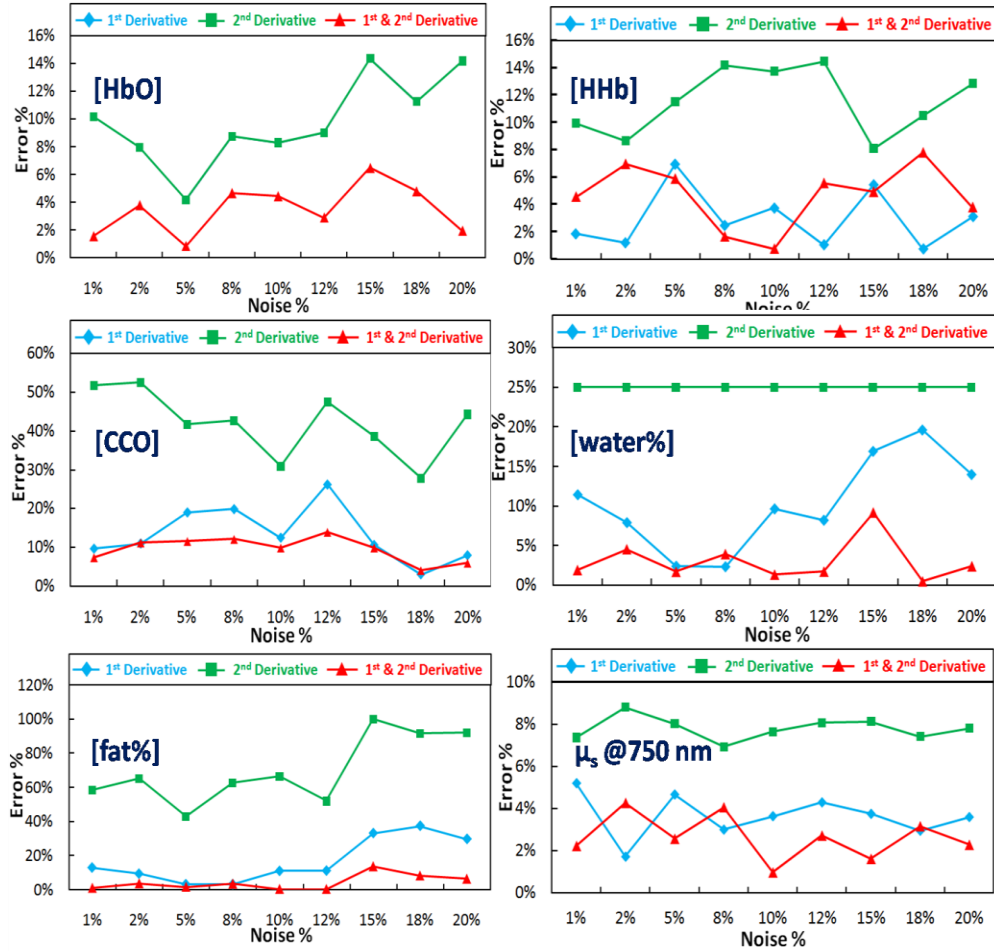 1st Derivative 2nd Derivative 1st & 2nd Derivative
16%
14%
12%
10%
8%
6%
4%
2%
0%
Error %
[HbO]
1% 2% 5% 8% 10% 12% 15% 18% 20%
Noise %
1st Derivative 2nd Derivative 1st & 2nd Derivative
16%
14%
12%
10%
8%
6%
4%
2%
0%
Error %
[HHb]
1% 2% 5% 8% 10% 12% 15% 18% 20%
Noise %
1st Derivative 2nd Derivative 1st & 2nd Derivative
60%
50%
40%
30%
20%
10%
0%
Error %
[CCO]
1% 2% 5% 8% 10% 12% 15% 18% 20%
Noise %
1st Derivative 2nd Derivative 1st & 2nd Derivative
30%
25%
20%
15%
10%
5%
0%
Error %
[water%]
1% 2% 5% 8% 10% 12% 15% 18% 20%
Noise %
1st Derivative 2nd Derivative 1st & 2nd Derivative
120%
100%
80%
60%
40%
20%
0%
Error %
[fat%]
1% 2% 5% 8% 10% 12% 15% 18% 20%
Noise %
1st Derivative 2nd Derivative 1st & 2nd Derivative
10%
8%
6%
4%
2%
0%
Error %
μs @750 nm
1% 2% 5% 8% 10% 12% 15% 18% 20%
Noise %